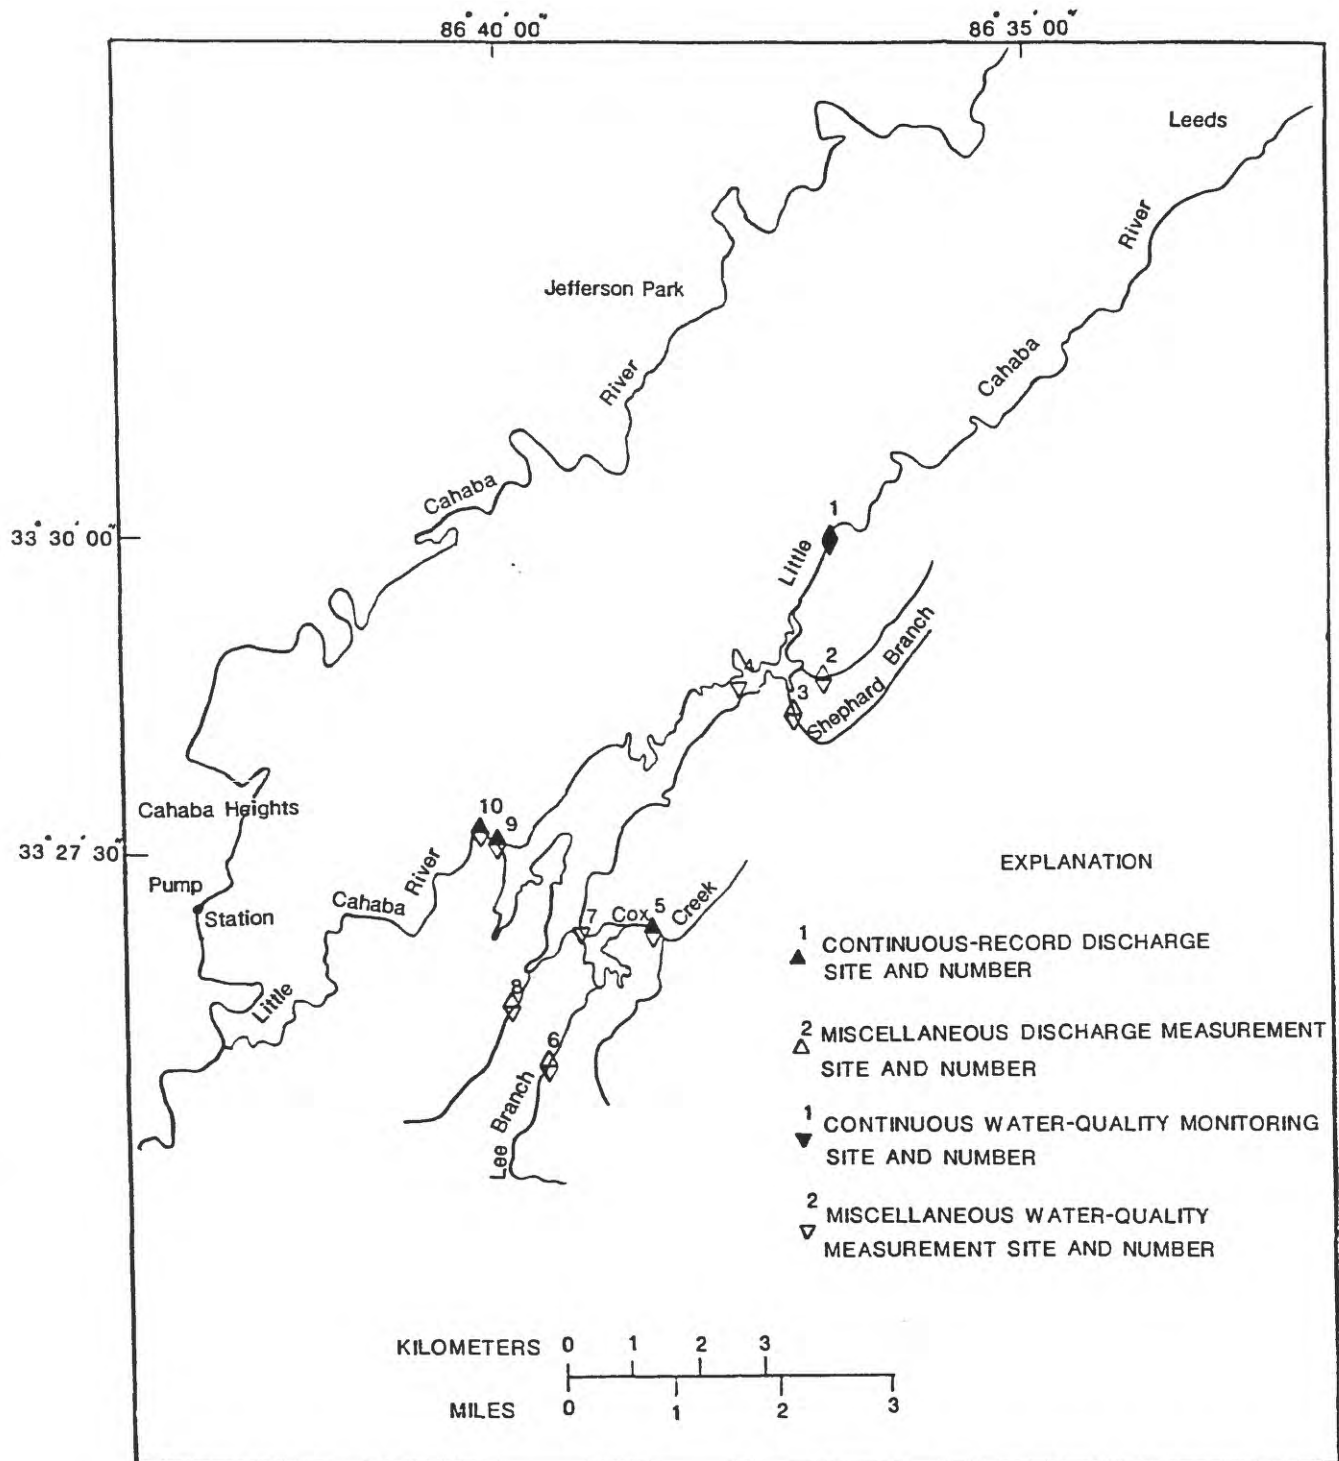 86° 40' 00"
86° 35' 00"
Leeds
River
Jefferson Park
Cahaba
River
Cahaba
33° 30' 00"
1
Little
2
Shephard Branch
3
4
Cahaba Heights
10
9
33° 27' 30"
Pump
Station
River
Cahaba
Little
7
Cox
5
Creek
8
6
Lee Branch
EXPLANATION
1
CONTINUOUS-RECORD DISCHARGE
SITE AND NUMBER
2
MISCELLANEOUS DISCHARGE MEASUREMENT
SITE AND NUMBER
1
CONTINUOUS WATER-QUALITY MONITORING
SITE AND NUMBER
2
MISCELLANEOUS WATER-QUALITY
MEASUREMENT SITE AND NUMBER
KILOMETERS 0 1 2 3
MILES 0 1 2 3